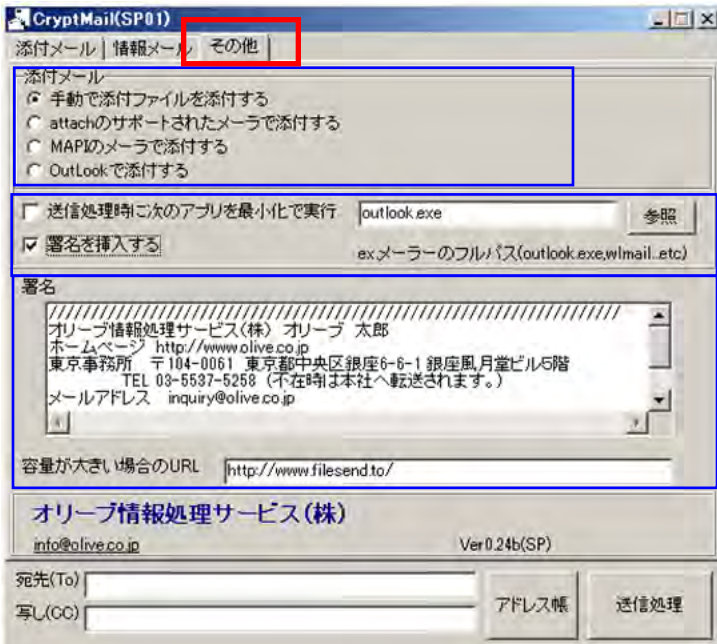 CryptMail(SP01)
添付メール 情報メール その他
添付メール
手動で添付ファイルを添付する
attachのサポートされたメーラで添付する
MAPIのメーラで添付する
OutLookで添付する
送信処理時に次のアプリを最小化で実行 outlook.exe 参照
署名を挿入する ex.メーラーのフルパス(outlook.exe,wlmail..etc)
署名
//////////////////////////////////////////////////////////////////////////
オリーブ情報処理サービス(株) オリーブ 太郎
ホームページ http://www.olive.co.jp
東京事務所 〒104-0061 東京都中央区銀座6-6-1 銀座風月堂ビル5階
TEL 03-5537-5258 (不在時は本社へ転送されます。)
メールアドレス inquiry@olive.co.jp
容量が大きい場合のURL http://www.filesend.to/
オリーブ情報処理サービス(株)
info@olive.co.jp Ver0.24b(SP)
宛先(To)
写し(CC)
アドレス帳 送信処理